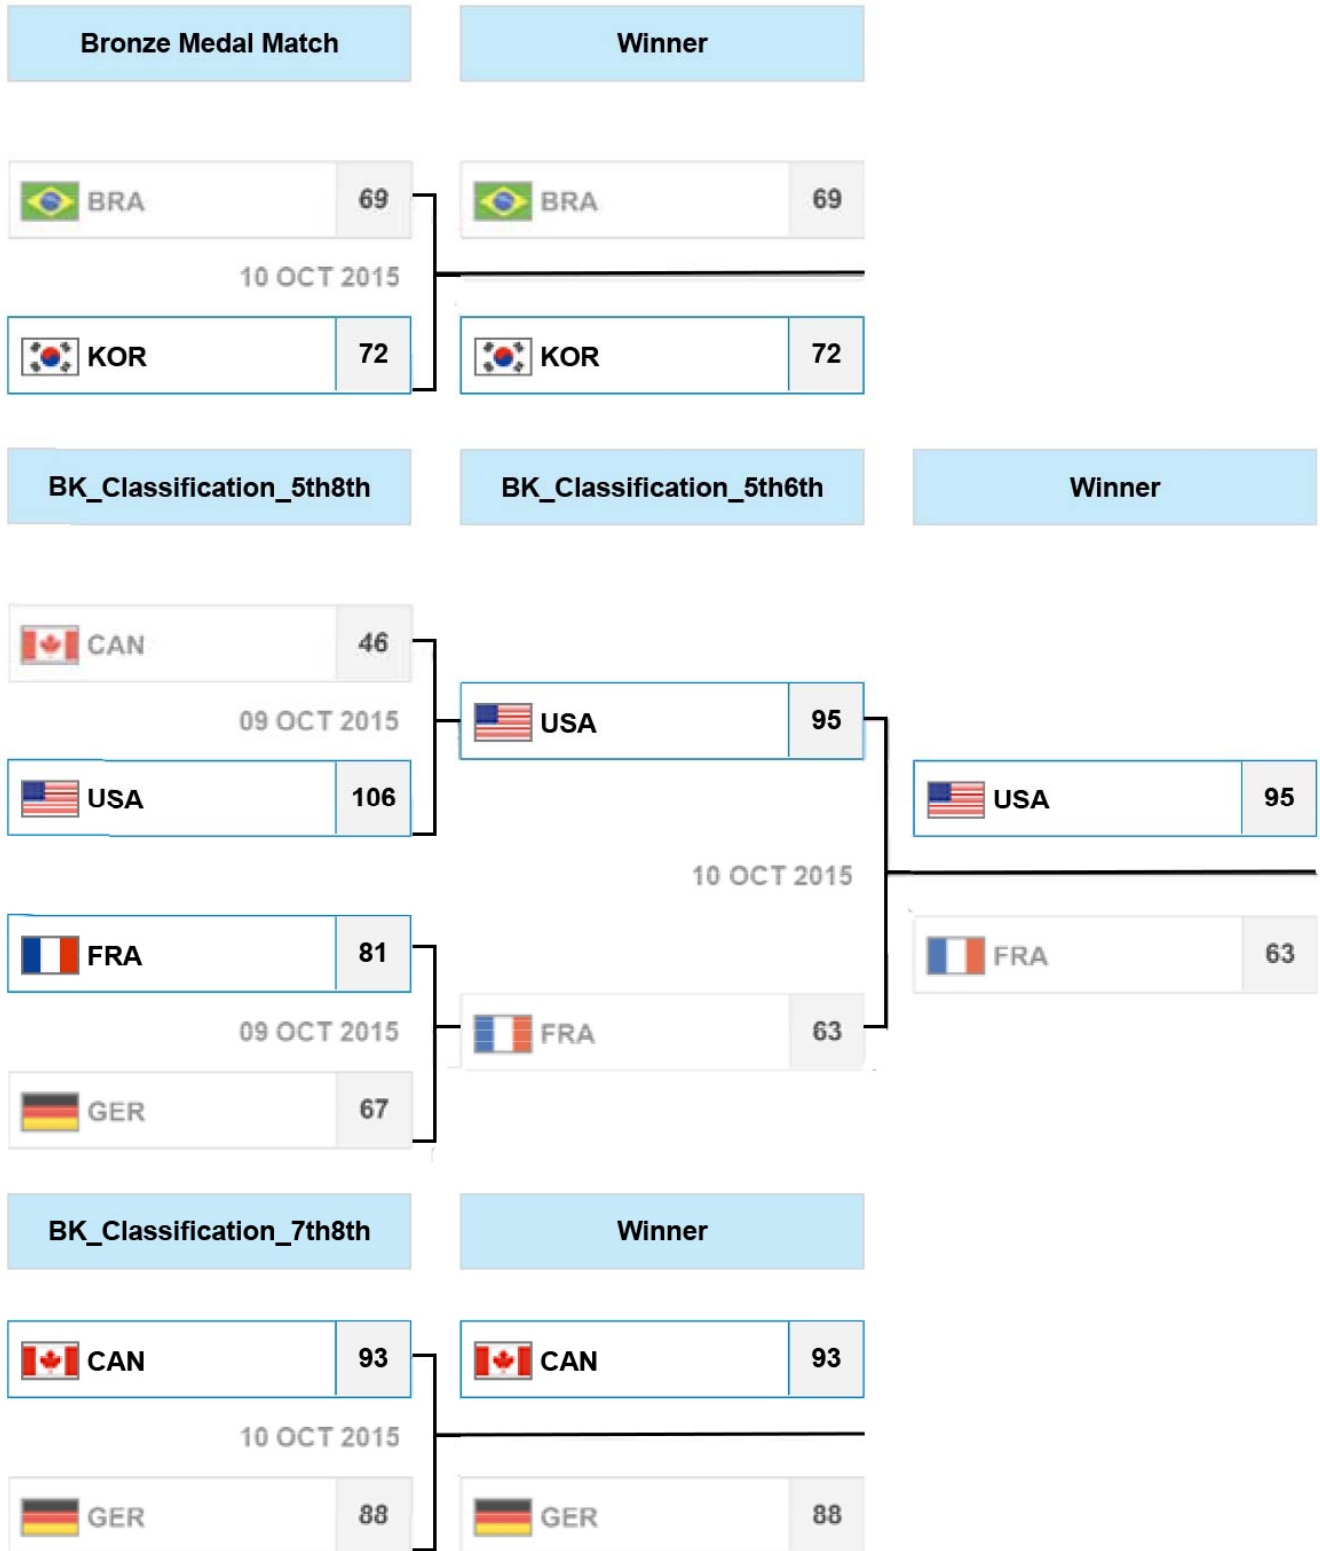 Bronze Medal Match Winner
BRA 69 BRA 69
10 OCT 2015
KOR 72 KOR 72
BK_Classification_5th8th BK_Classification_5th6th Winner
CAN 46
09 OCT 2015 USA 95
USA 106 USA 95
10 OCT 2015
FRA 81 FRA 63
09 OCT 2015 FRA 63
GER 67
BK_Classification_7th8th Winner
CAN 93 CAN 93
10 OCT 2015
GER 88 GER 88